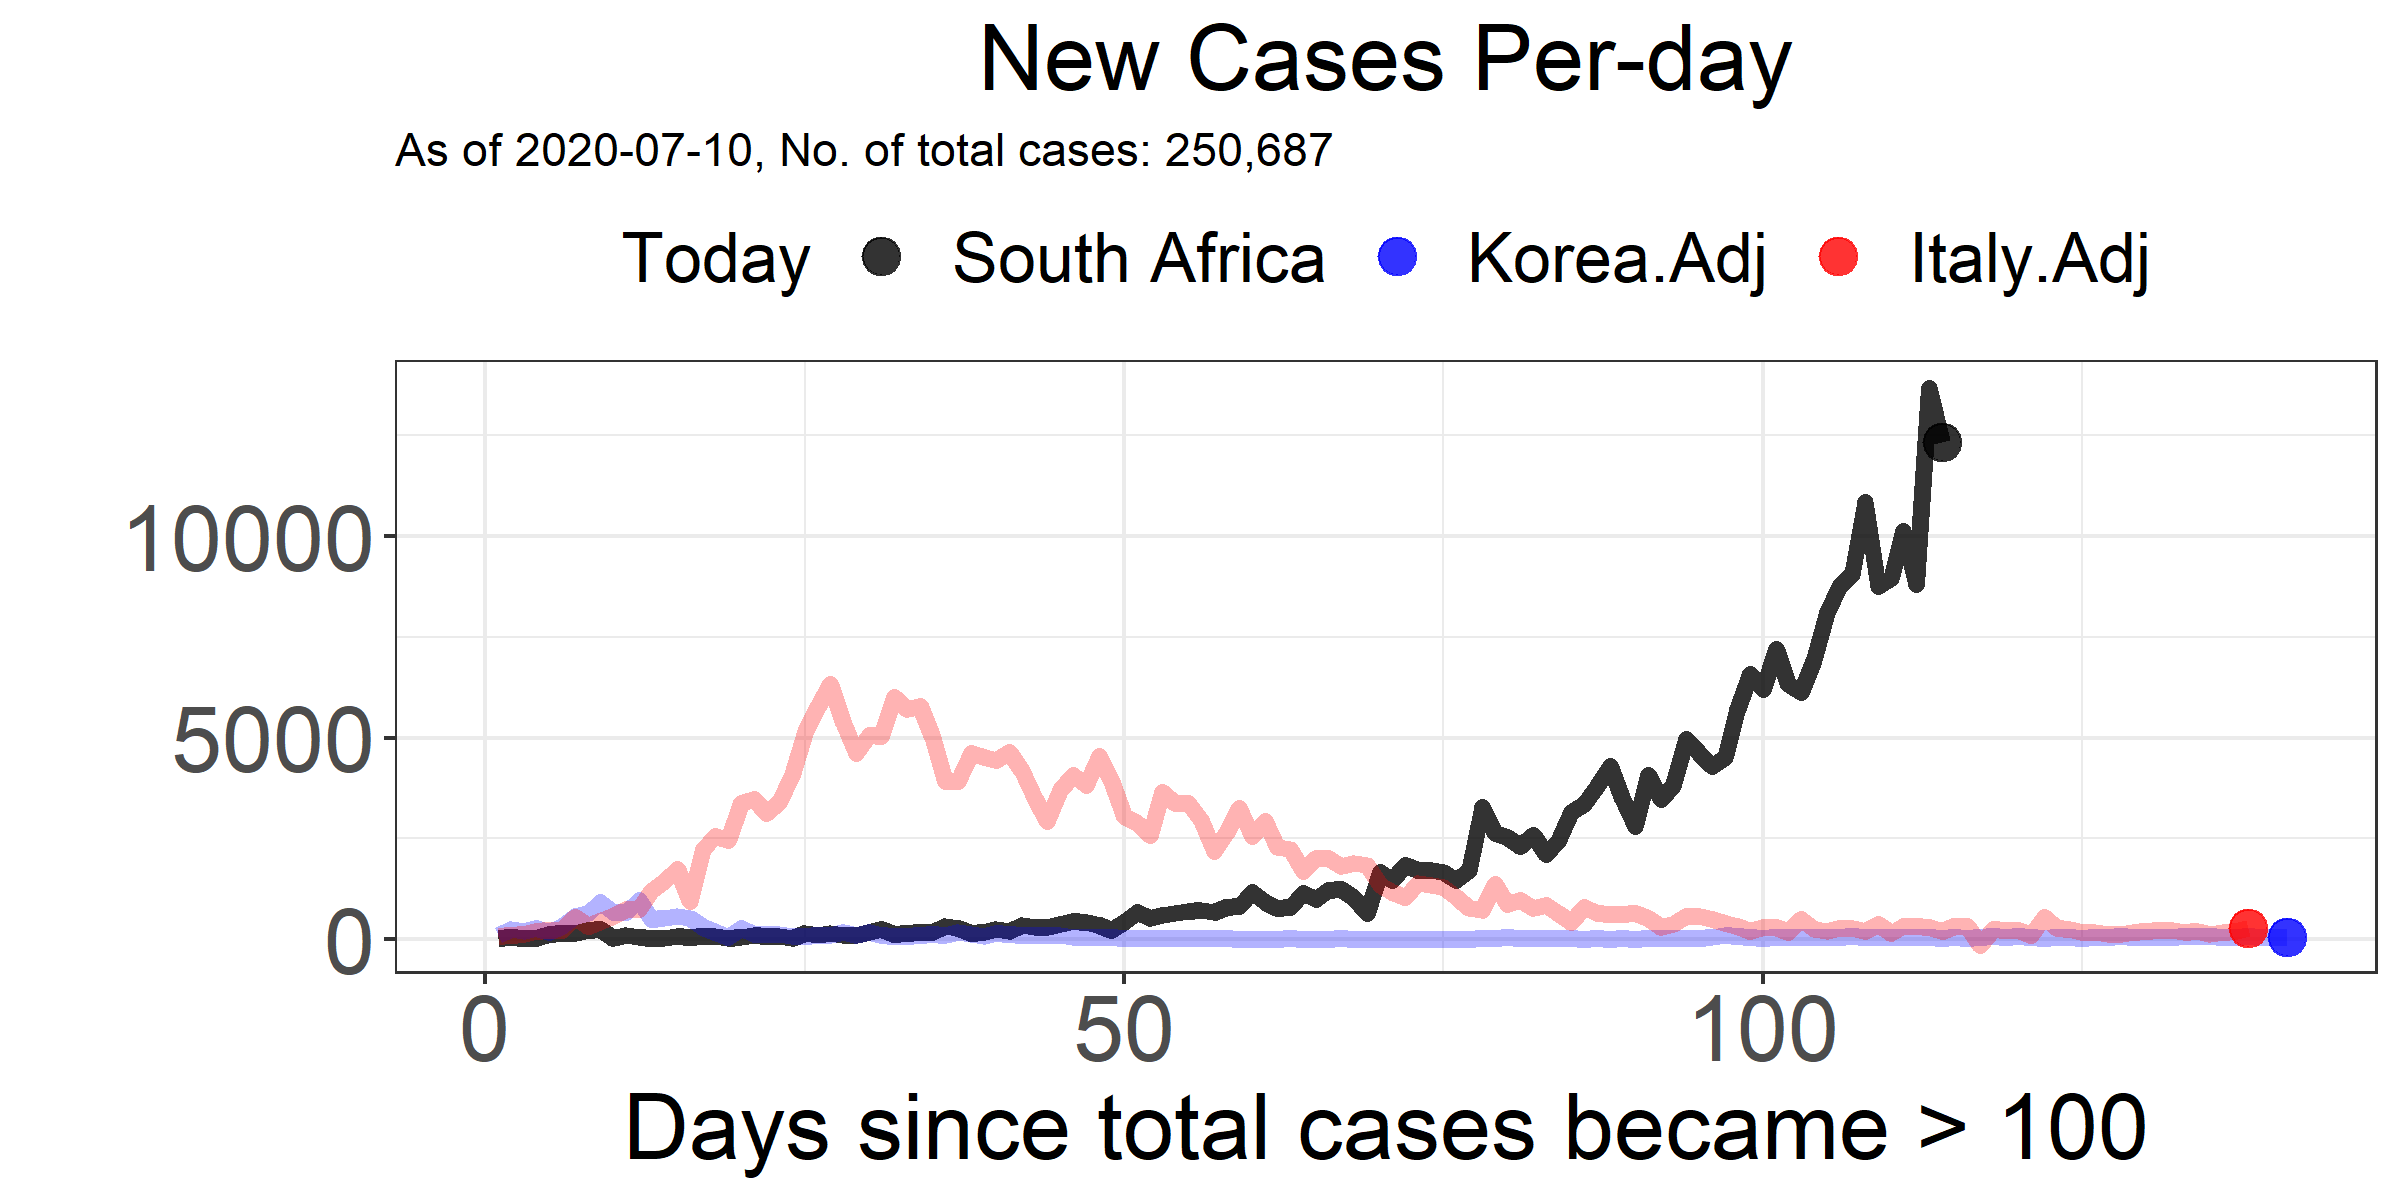 New Cases Per-day
As of 2020-07-10, No. of total cases: 250,687
Today South Africa Korea.Adj Italy.Adj
10000
5000
0
0 50 100
Days since total cases became > 100